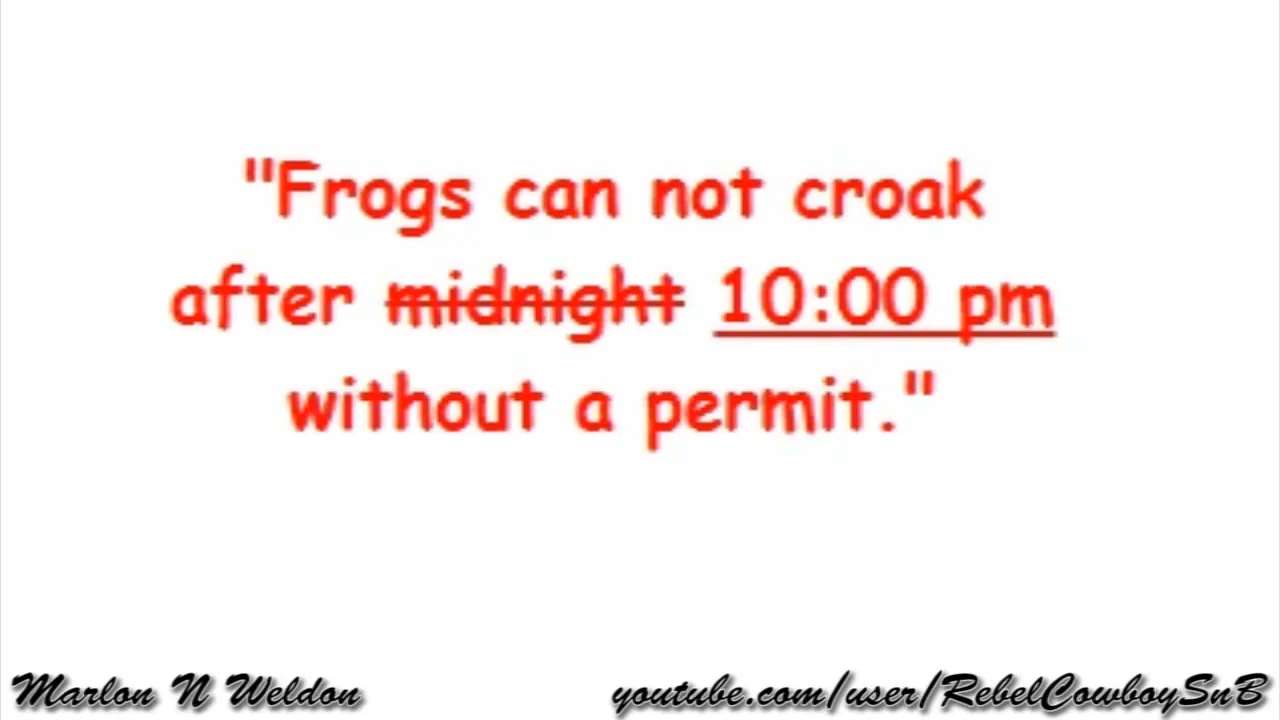 "Frogs can not croak
after midnight 10:00 pm
without a permit."
Marlon N Weldon
youtube.com/user/RebelCowboySnB